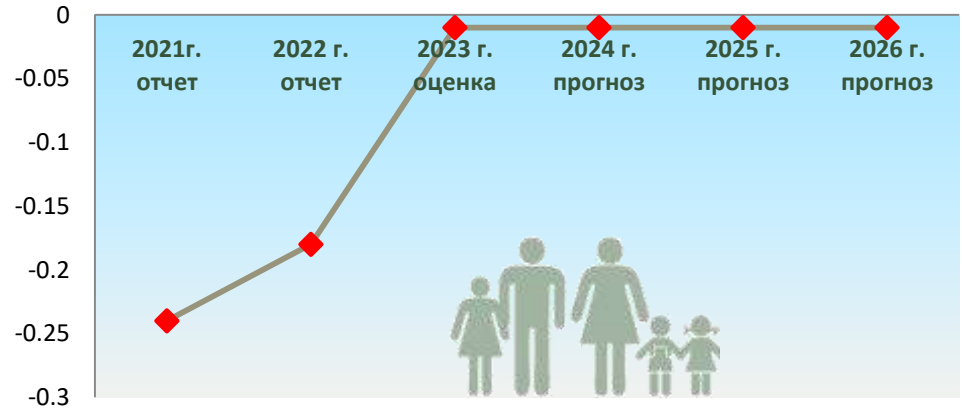 0
-0.05
-0.1
-0.15
-0.2
-0.25
-0.3
2021г.
отчет
2022 г.
отчет
2023 г.
оценка
2024 г.
прогноз
2025 г.
прогноз
2026 г.
прогноз